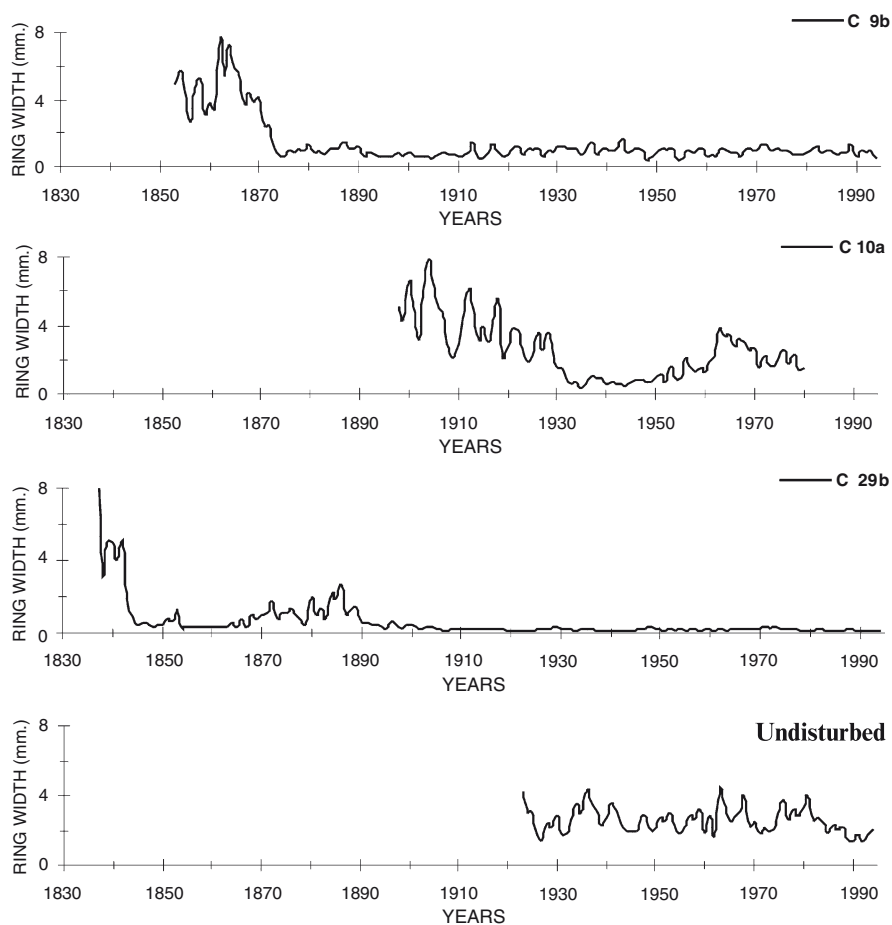 C 9b
RING WIDTH (mm.)
8
4
0
1830 1850 1870 1890 1910 1930 1950 1970 1990
YEARS
C 10a
RING WIDTH (mm.)
8
4
0
1830 1850 1870 1890 1910 1930 1950 1970 1990
YEARS
C 29b
RING WIDTH (mm.)
8
4
0
1830 1850 1870 1890 1910 1930 1950 1970 1990
YEARS
Undisturbed
RING WIDTH (mm.)
8
4
0
1830 1850 1870 1890 1910 1930 1950 1970 1990
YEARS